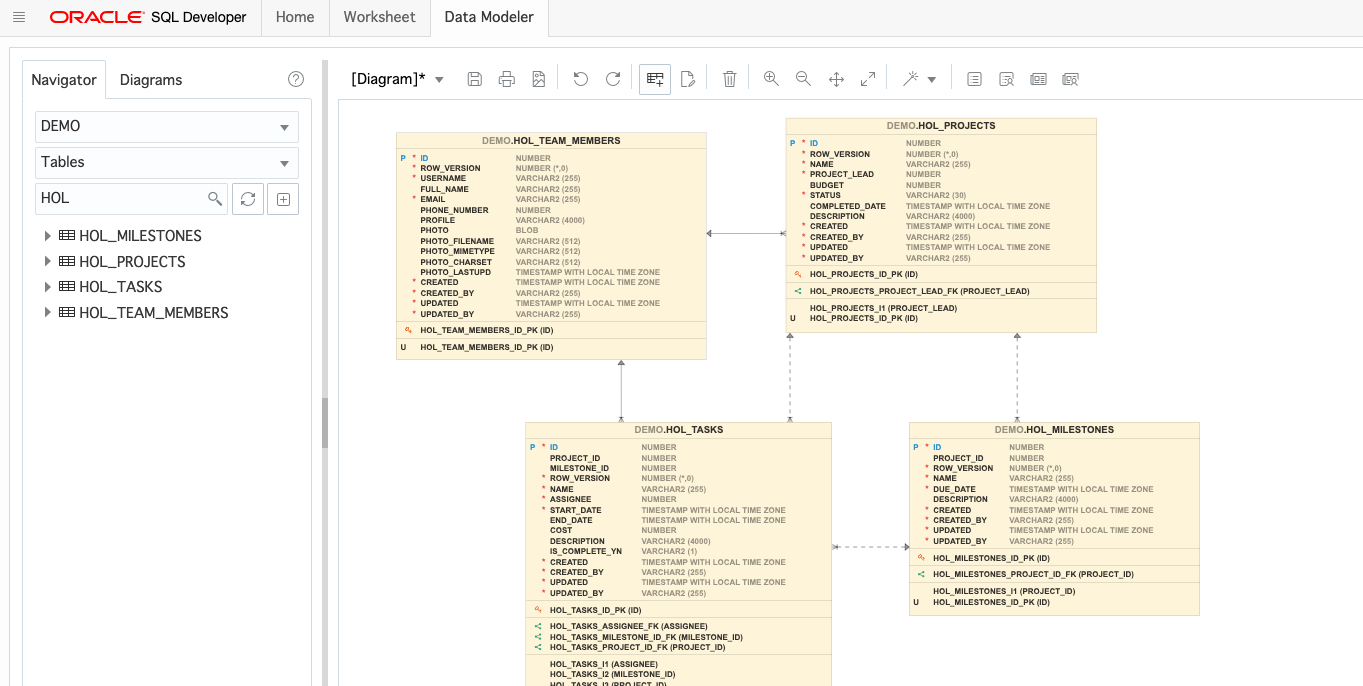 ORACLE SQL Developer Home Worksheet Data Modeler
Navigator Diagrams
[Diagram]*
DEMO
Tables
HOL
HOL_MILESTONES
HOL_PROJECTS
HOL_TASKS
HOL_TEAM_MEMBERS
DEMO.HOL_TEAM_MEMBERS
P * ID NUMBER
* ROW_VERSION NUMBER (*,0)
* USERNAME VARCHAR2 (255)
FULL_NAME VARCHAR2 (255)
* EMAIL VARCHAR2 (255)
PHONE_NUMBER NUMBER
PROFILE VARCHAR2 (4000)
PHOTO BLOB
PHOTO_FILENAME VARCHAR2 (512)
PHOTO_MIMETYPE VARCHAR2 (512)
PHOTO_CHARSET VARCHAR2 (512)
PHOTO_LASTUPD TIMESTAMP WITH LOCAL TIME ZONE
* CREATED TIMESTAMP WITH LOCAL TIME ZONE
* CREATED_BY VARCHAR2 (255)
* UPDATED TIMESTAMP WITH LOCAL TIME ZONE
* UPDATED_BY VARCHAR2 (255)
HOL_TEAM_MEMBERS_ID_PK (ID)
U HOL_TEAM_MEMBERS_ID_PK (ID)
DEMO.HOL_PROJECTS
P * ID NUMBER
* ROW_VERSION NUMBER (*,0)
* NAME VARCHAR2 (255)
* PROJECT_LEAD NUMBER
BUDGET NUMBER
* STATUS VARCHAR2 (30)
COMPLETED_DATE TIMESTAMP WITH LOCAL TIME ZONE
DESCRIPTION VARCHAR2 (4000)
* CREATED TIMESTAMP WITH LOCAL TIME ZONE
* CREATED_BY VARCHAR2 (255)
* UPDATED TIMESTAMP WITH LOCAL TIME ZONE
* UPDATED_BY VARCHAR2 (255)
HOL_PROJECTS_ID_PK (ID)
HOL_PROJECTS_PROJECT_LEAD_FK (PROJECT_LEAD)
HOL_PROJECTS_I1 (PROJECT_LEAD)
U HOL_PROJECTS_ID_PK (ID)
DEMO.HOL_TASKS
P * ID NUMBER
PROJECT_ID NUMBER
MILESTONE_ID NUMBER
* ROW_VERSION NUMBER (*,0)
* NAME VARCHAR2 (255)
* ASSIGNEE NUMBER
* START_DATE TIMESTAMP WITH LOCAL TIME ZONE
END_DATE TIMESTAMP WITH LOCAL TIME ZONE
COST NUMBER
DESCRIPTION VARCHAR2 (4000)
IS_COMPLETE_YN VARCHAR2 (1)
* CREATED TIMESTAMP WITH LOCAL TIME ZONE
* CREATED_BY VARCHAR2 (255)
* UPDATED TIMESTAMP WITH LOCAL TIME ZONE
* UPDATED_BY VARCHAR2 (255)
HOL_TASKS_ID_PK (ID)
HOL_TASKS_ASSIGNEE_FK (ASSIGNEE)
HOL_TASKS_MILESTONE_ID_FK (MILESTONE_ID)
HOL_TASKS_PROJECT_ID_FK (PROJECT_ID)
HOL_TASKS_I1 (ASSIGNEE)
HOL_TASKS_I2 (MILESTONE_ID)
HOL_TASKS_I3 (PROJECT_ID)
DEMO.HOL_MILESTONES
P * ID NUMBER
PROJECT_ID NUMBER
* ROW_VERSION NUMBER (*,0)
* NAME VARCHAR2 (255)
* DUE_DATE TIMESTAMP WITH LOCAL TIME ZONE
DESCRIPTION VARCHAR2 (4000)
* CREATED TIMESTAMP WITH LOCAL TIME ZONE
* CREATED_BY VARCHAR2 (255)
* UPDATED TIMESTAMP WITH LOCAL TIME ZONE
* UPDATED_BY VARCHAR2 (255)
HOL_MILESTONES_ID_PK (ID)
HOL_MILESTONES_PROJECT_ID_FK (PROJECT_ID)
HOL_MILESTONES_I1 (PROJECT_ID)
U HOL_MILESTONES_ID_PK (ID)